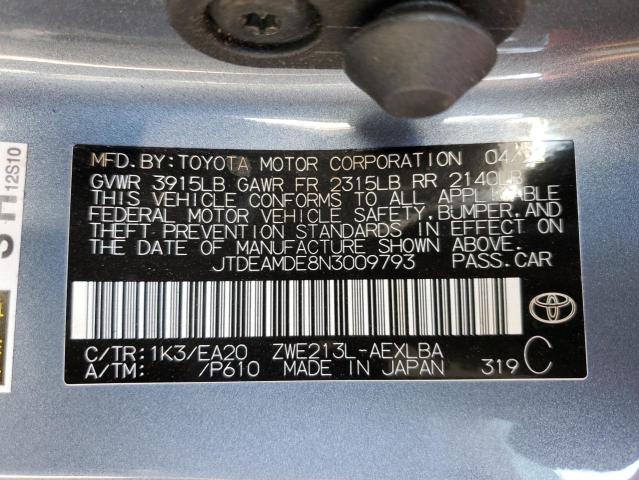 MFD.BY:TOYOTA MOTOR CORPORATION 04/
GVWR 3915LB GAWR FR 2315LB RR 2140LB
THIS VEHICLE CONFORMS TO ALL APPLICABLE
FEDERAL MOTOR VEHICLE SAFETY,BUMPER,AND
THEFT PREVENTION STANDARDS IN EFFECT ON
THE DATE OF MANUFACTURE SHOWN ABOVE.
JTDEAMDE8N3009793 PASS.CAR
C/TR:1K3/EA20 ZWE213L-AEXLBA
A/TM: /P610 MADE IN JAPAN 319 C
12S10